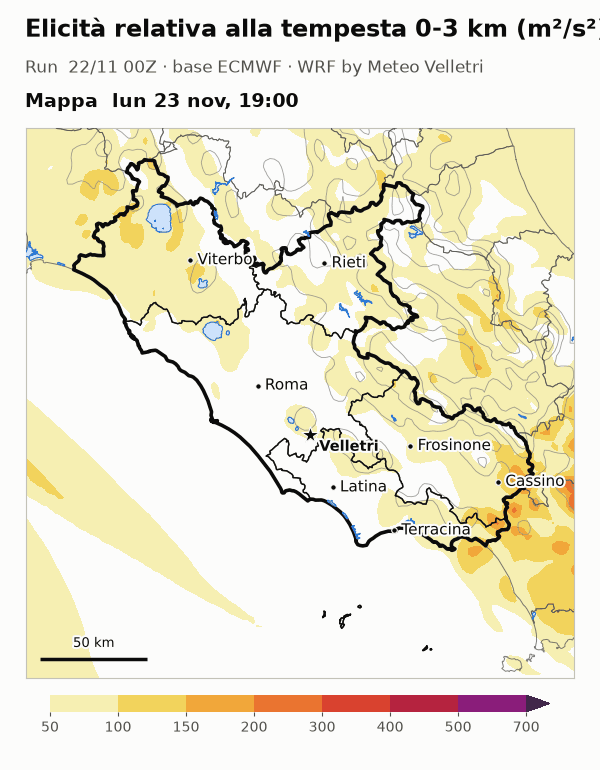 Elicità relativa alla tempesta 0-3 km (m²/s²)
Run 22/11 00Z · base ECMWF · WRF by Meteo Velletri
Mappa lun 23 nov, 19:00
Viterbo
Rieti
Roma
Velletri
Frosinone
Cassino
Latina
Terracina
50 km
50 100 150 200 300 400 500 700